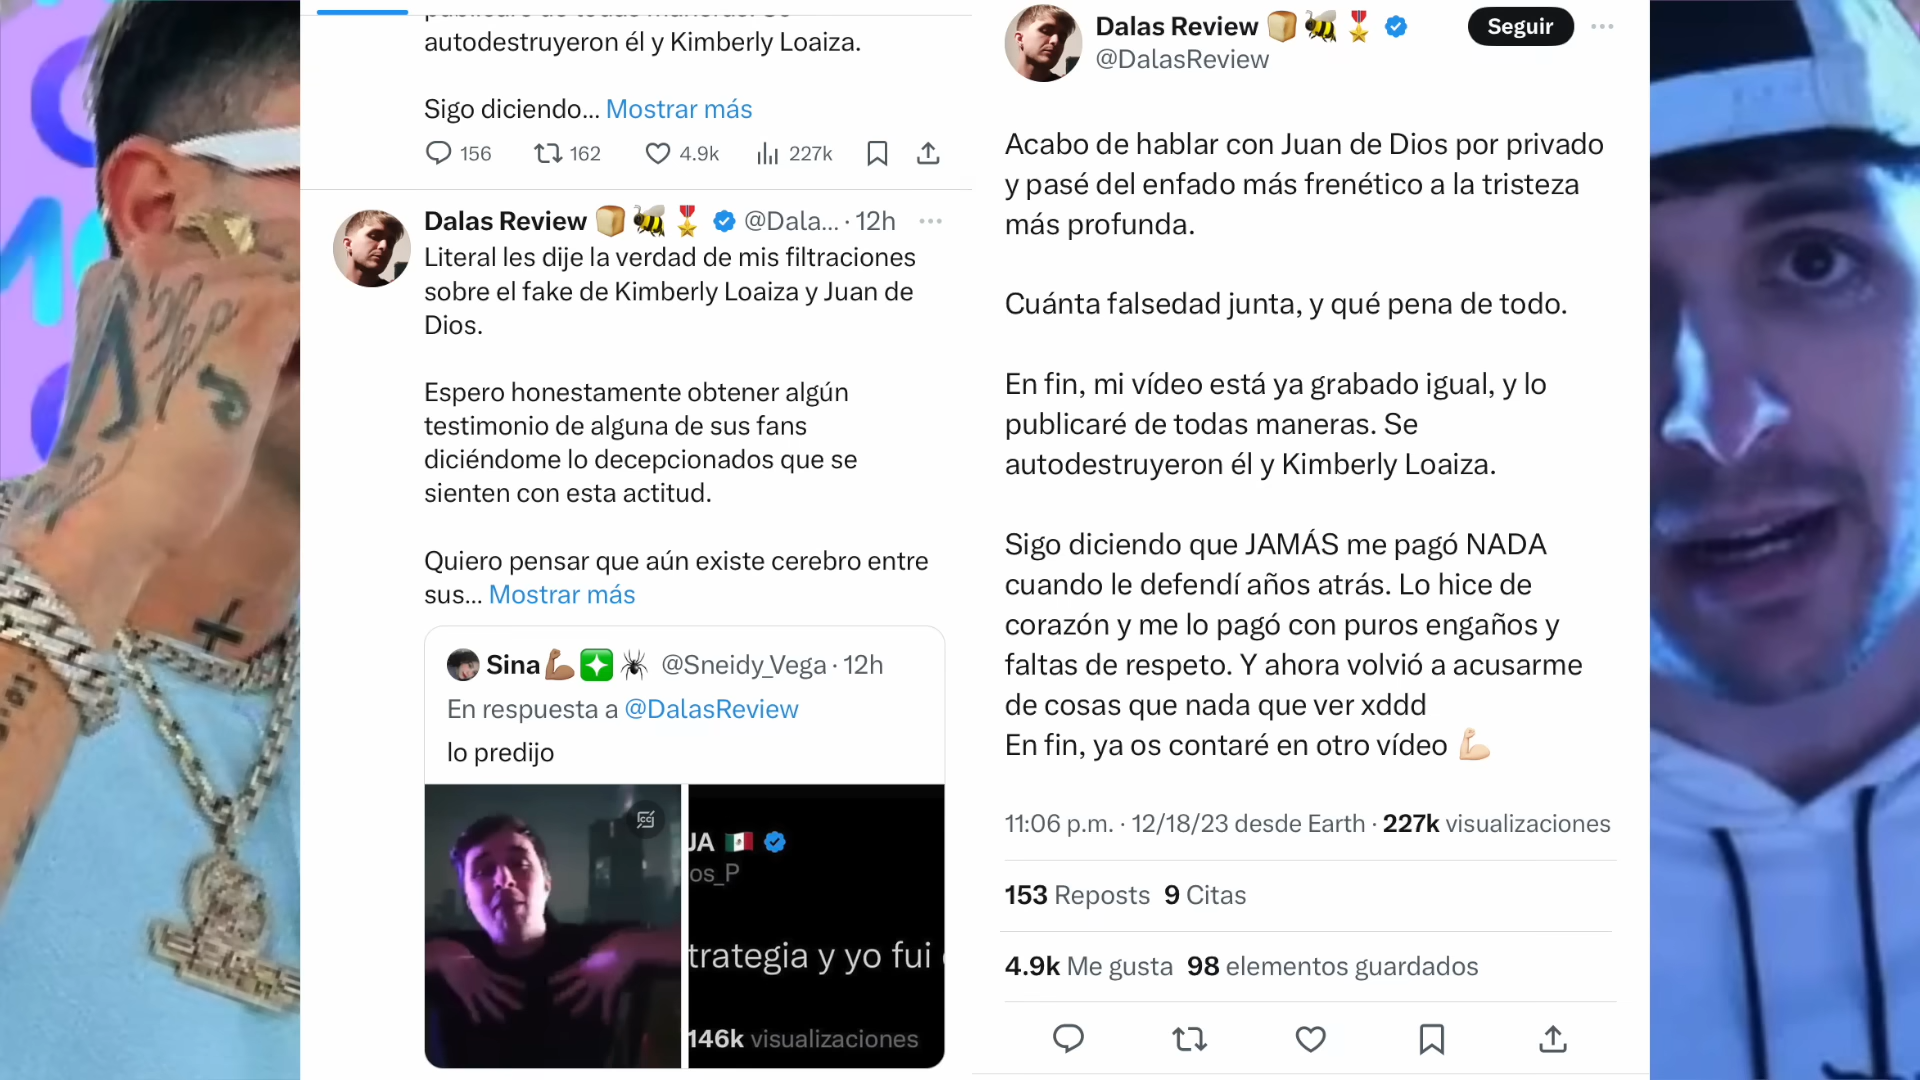 autodestruyeron él y Kimberly Loaiza.
Sigo diciendo... Mostrar más
156 162 4.9k 227k
Dalas Review @Dala... · 12h
Literal les dije la verdad de mis filtraciones
sobre el fake de Kimberly Loaiza y Juan de
Dios.
Espero honestamente obtener algún
testimonio de alguna de sus fans
diciéndome lo decepcionados que se
sienten con esta actitud.
Quiero pensar que aún existe cerebro entre
sus... Mostrar más
Sina @Sneidy_Vega · 12h
En respuesta a @DalasReview
lo predijo
JA
os_P
trategia y yo fui
146k visualizaciones
Dalas Review
Seguir
@DalasReview
Acabo de hablar con Juan de Dios por privado
y pasé del enfado más frenético a la tristeza
más profunda.
Cuánta falsedad junta, y qué pena de todo.
En fin, mi vídeo está ya grabado igual, y lo
publicaré de todas maneras. Se
autodestruyeron él y Kimberly Loaiza.
Sigo diciendo que JAMÁS me pagó NADA
cuando le defendí años atrás. Lo hice de
corazón y me lo pagó con puros engaños y
faltas de respeto. Y ahora volvió a acusarme
de cosas que nada que ver xddd
En fin, ya os contaré en otro vídeo 💪🏻
11:06 p.m. · 12/18/23 desde Earth · 227k visualizaciones
153 Reposts 9 Citas
4.9k Me gusta 98 elementos guardados